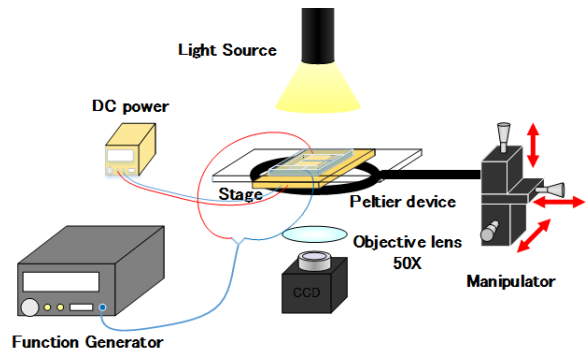 Light Source
DC power
Stage
Peltier device
Objective lens
50X
CCD
Manipulator
Function Generator